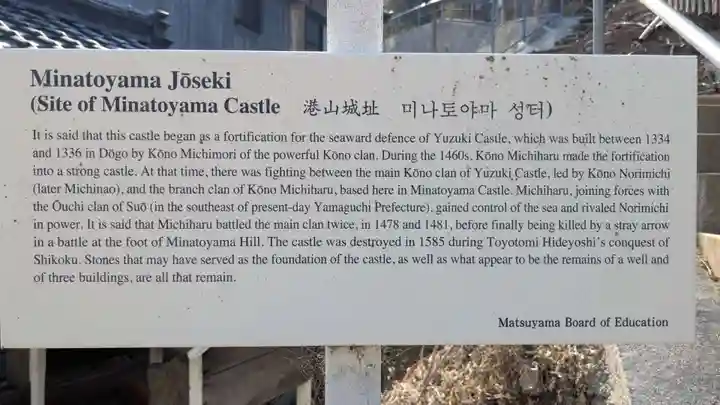 Minatoyama Jōseki
(Site of Minatoyama Castle 港山城址 미나토야마 성터)
It is said that this castle began as a fortification for the seaward defence of Yuzuki Castle, which was built between 1334
and 1336 in Dōgo by Kōno Michimori of the powerful Kōno clan. During the 1460s, Kōno Michiharu made the fortification
into a strong castle. At that time, there was fighting between the main Kōno clan of Yuzuki Castle, led by Kōno Norimichi
(later Michinao), and the branch clan of Kōno Michiharu, based here in Minatoyama Castle. Michiharu, joining forces with
the Ōuchi clan of Suō (in the southeast of present-day Yamaguchi Prefecture), gained control of the sea and rivaled Norimichi
in power. It is said that Michiharu battled the main clan twice, in 1478 and 1481, before finally being killed by a stray arrow
in a battle at the foot of Minatoyama Hill. The castle was destroyed in 1585 during Toyotomi Hideyoshi's conquest of
Shikoku. Stones that may have served as the foundation of the castle, as well as what appear to be the remains of a well and
of three buildings, are all that remain.
Matsuyama Board of Education